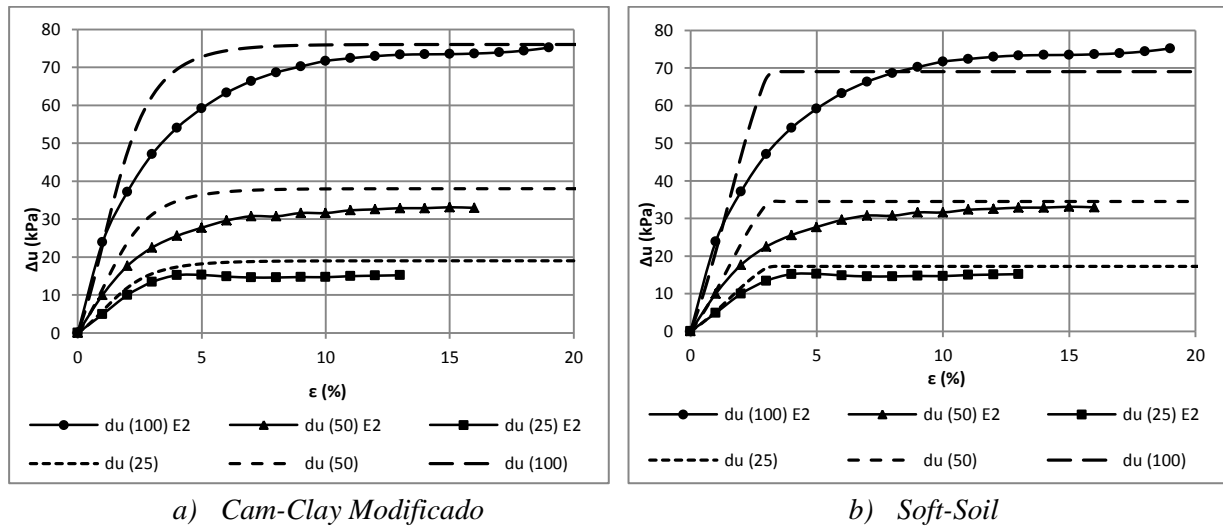 80
70
60
50
40
30
20
10
0
Δu (kPa)
0 5 10 15 20
ε (%)
du (100) E2 du (50) E2 du (25) E2
du (25) du (50) du (100)
a) Cam-Clay Modificado
80
70
60
50
40
30
20
10
0
Δu (kPa)
0 5 10 15 20
ε (%)
du (100) E2 du (50) E2 du (25) E2
du (25) du (50) du (100)
b) Soft-Soil